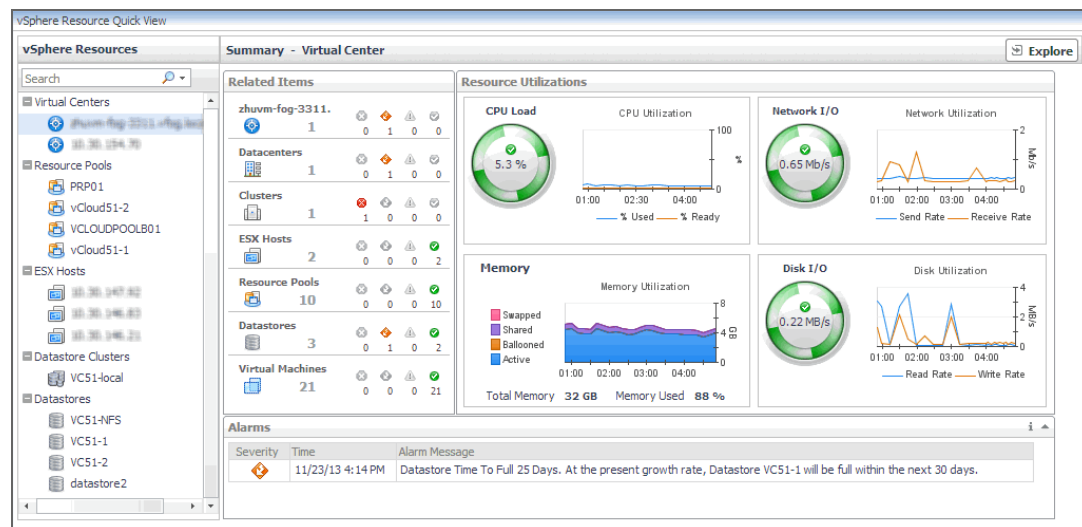 vSphere Resource Quick View
vSphere Resources
Search
Virtual Centers
Resource Pools
PRP01
vCloud51-2
VCLOUDPOOLB01
vCloud51-1
ESX Hosts
Datastore Clusters
VC51-local
Datastores
VC51-NFS
VC51-1
VC51-2
datastore2
Summary - Virtual Center
Explore
Related Items
zhuvm-fog-3311.
1 0 1 0 0
Datacenters
1 0 1 0 0
Clusters
1 1 0 0 0
ESX Hosts
2 0 0 0 2
Resource Pools
10 0 0 0 10
Datastores
3 0 1 0 2
Virtual Machines
21 0 0 0 21
Resource Utilizations
CPU Load
5.3 %
CPU Utilization
100
%
0
01:00 02:30 04:00
% Used % Ready
Network I/O
0.65 Mb/s
Network Utilization
2
Mb/s
0
01:00 02:00 03:00 04:00
Send Rate Receive Rate
Memory
Swapped
Shared
Ballooned
Active
Memory Utilization
8
4
GB
0
01:00 02:00 03:00 04:00
Total Memory 32 GB Memory Used 88 %
Disk I/O
0.22 MB/s
Disk Utilization
4
2
MB/s
0
01:00 02:00 03:00 04:00
Read Rate Write Rate
Alarms
Severity Time Alarm Message
11/23/13 4:14 PM Datastore Time To Full 25 Days. At the present growth rate, Datastore VC51-1 will be full within the next 30 days.